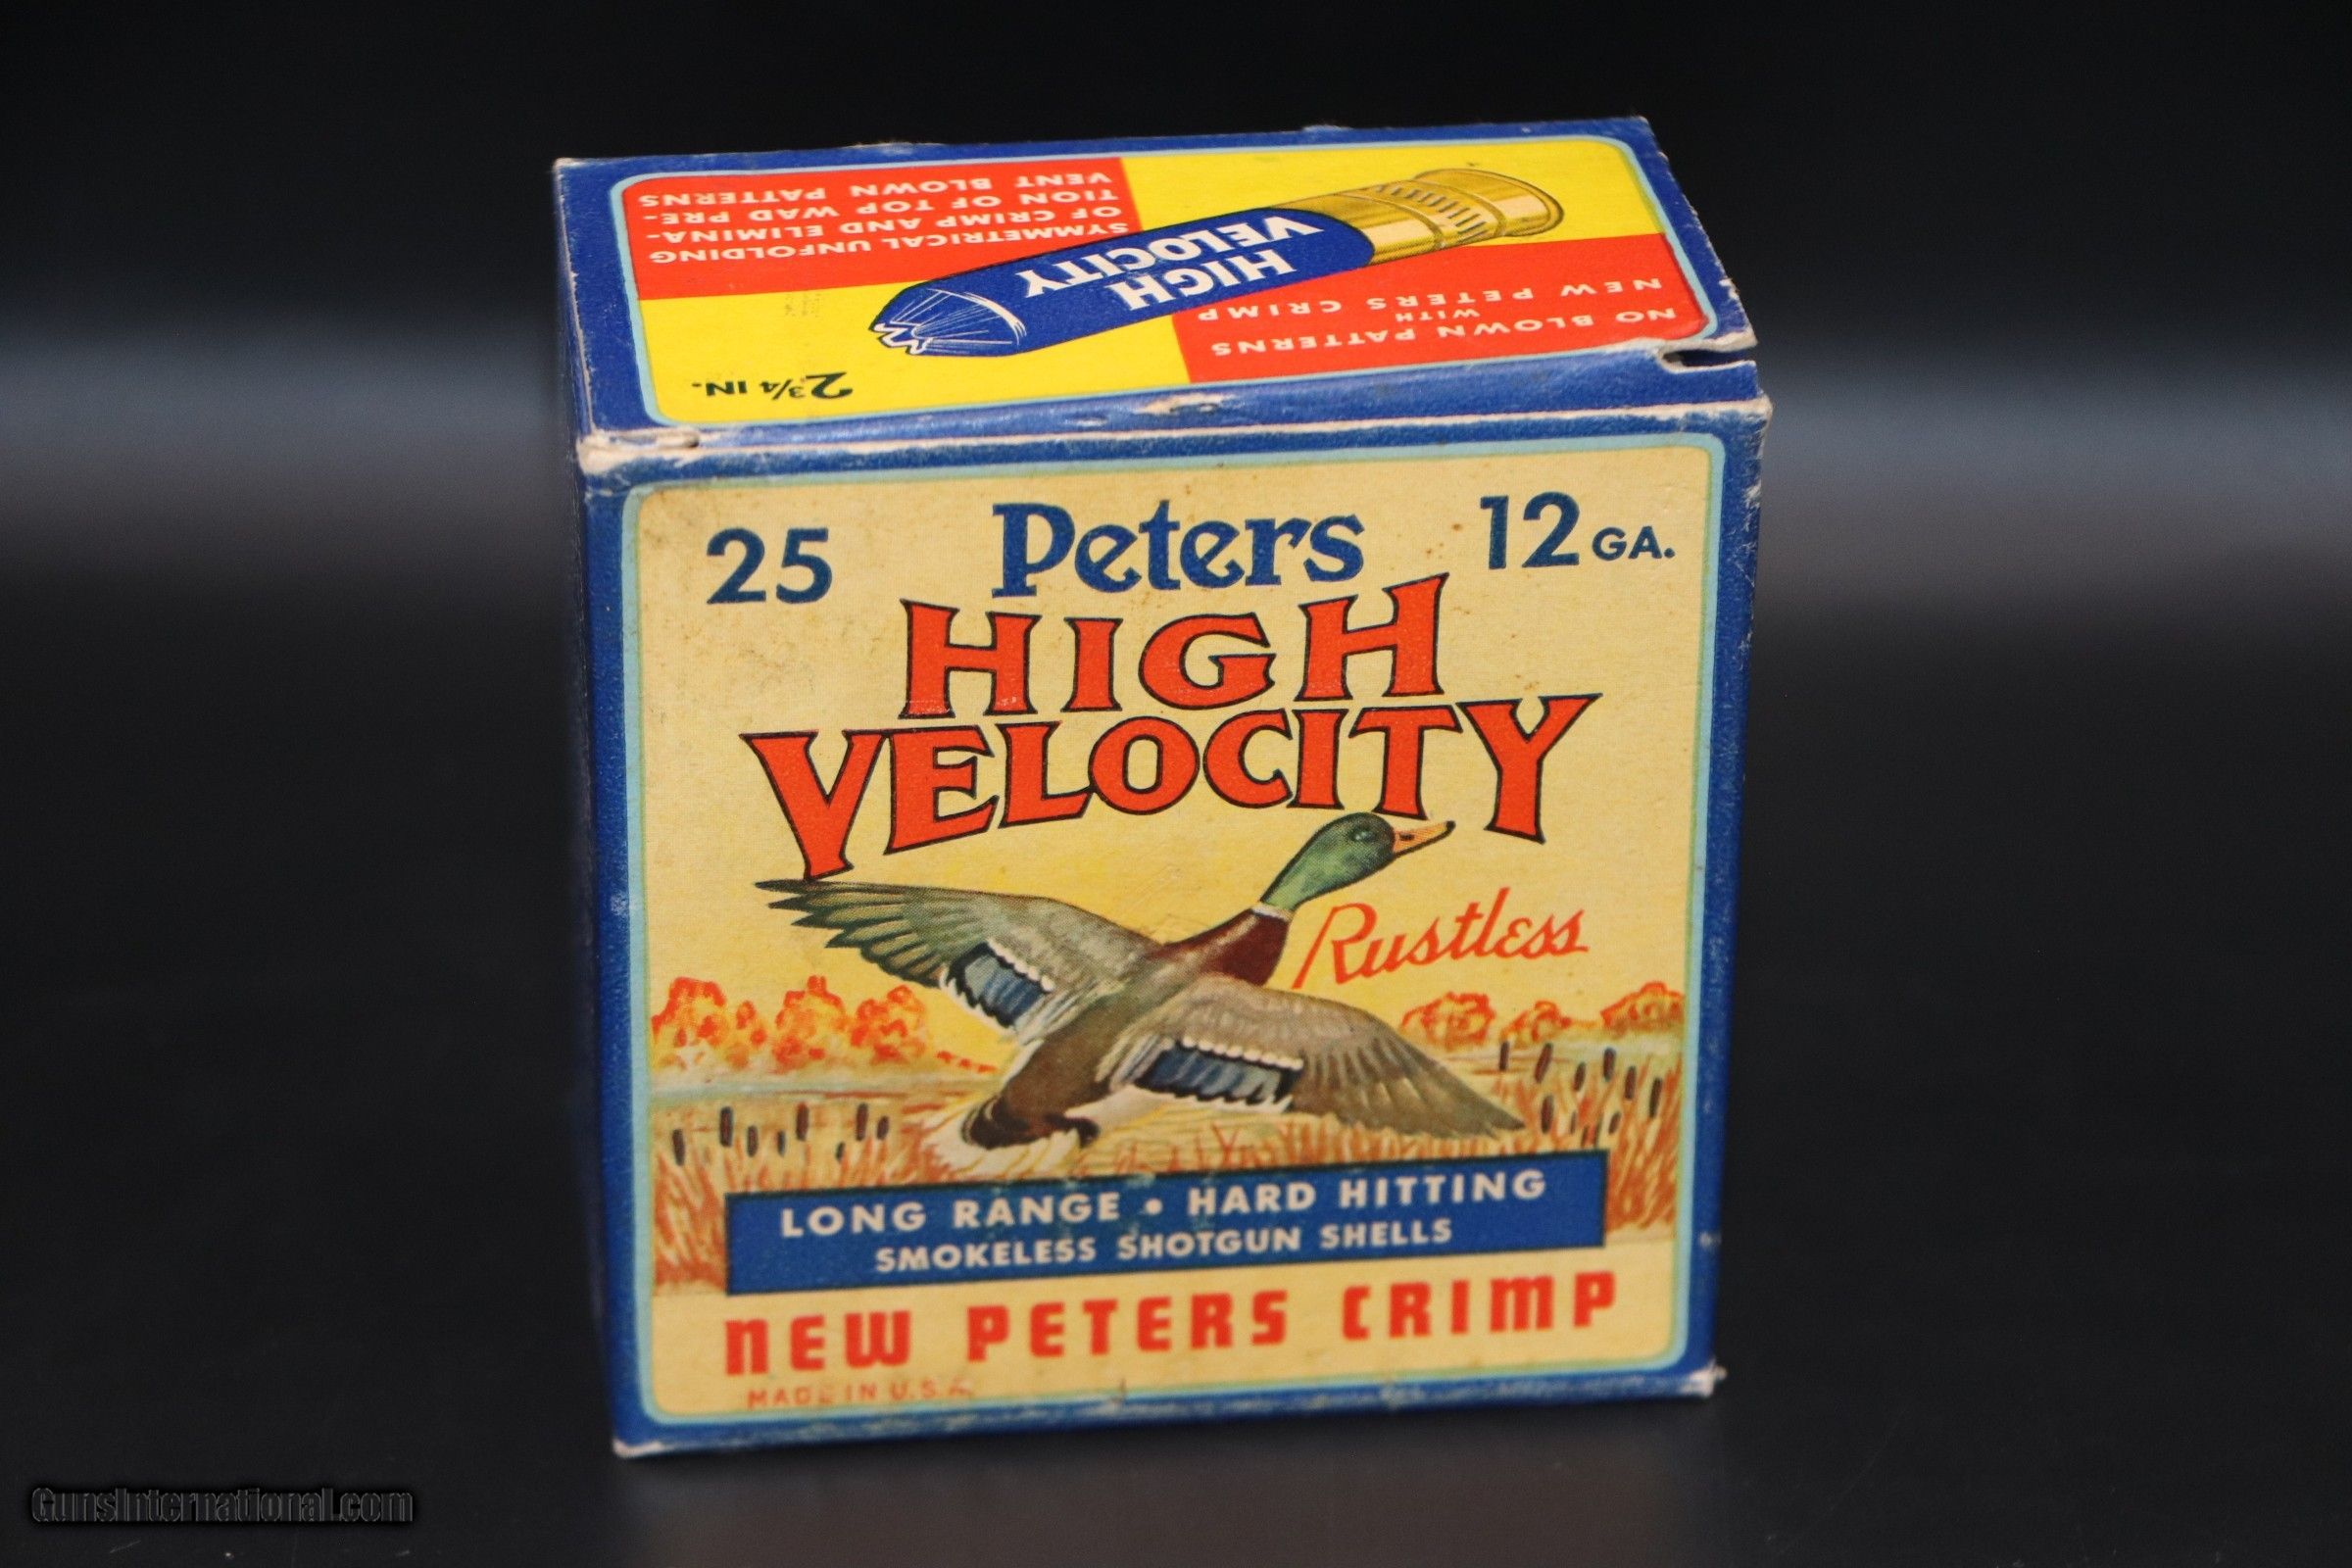 SYMMETRICAL UNFOLDING
OF CRIMP AND ELIMINA-
TION OF TOP WAD PRE-
VENT BLOWN PATTERNS
HIGH
VELOCITY
NO BLOWN PATTERNS
WITH
NEW PETERS CRIMP
2 3/4 IN.
25 Peters 12 GA.
HIGH
VELOCITY
Rustless
LONG RANGE • HARD HITTING
SMOKELESS SHOTGUN SHELLS
NEW PETERS CRIMP
MADE IN U.S.A.
GunsInternational.com